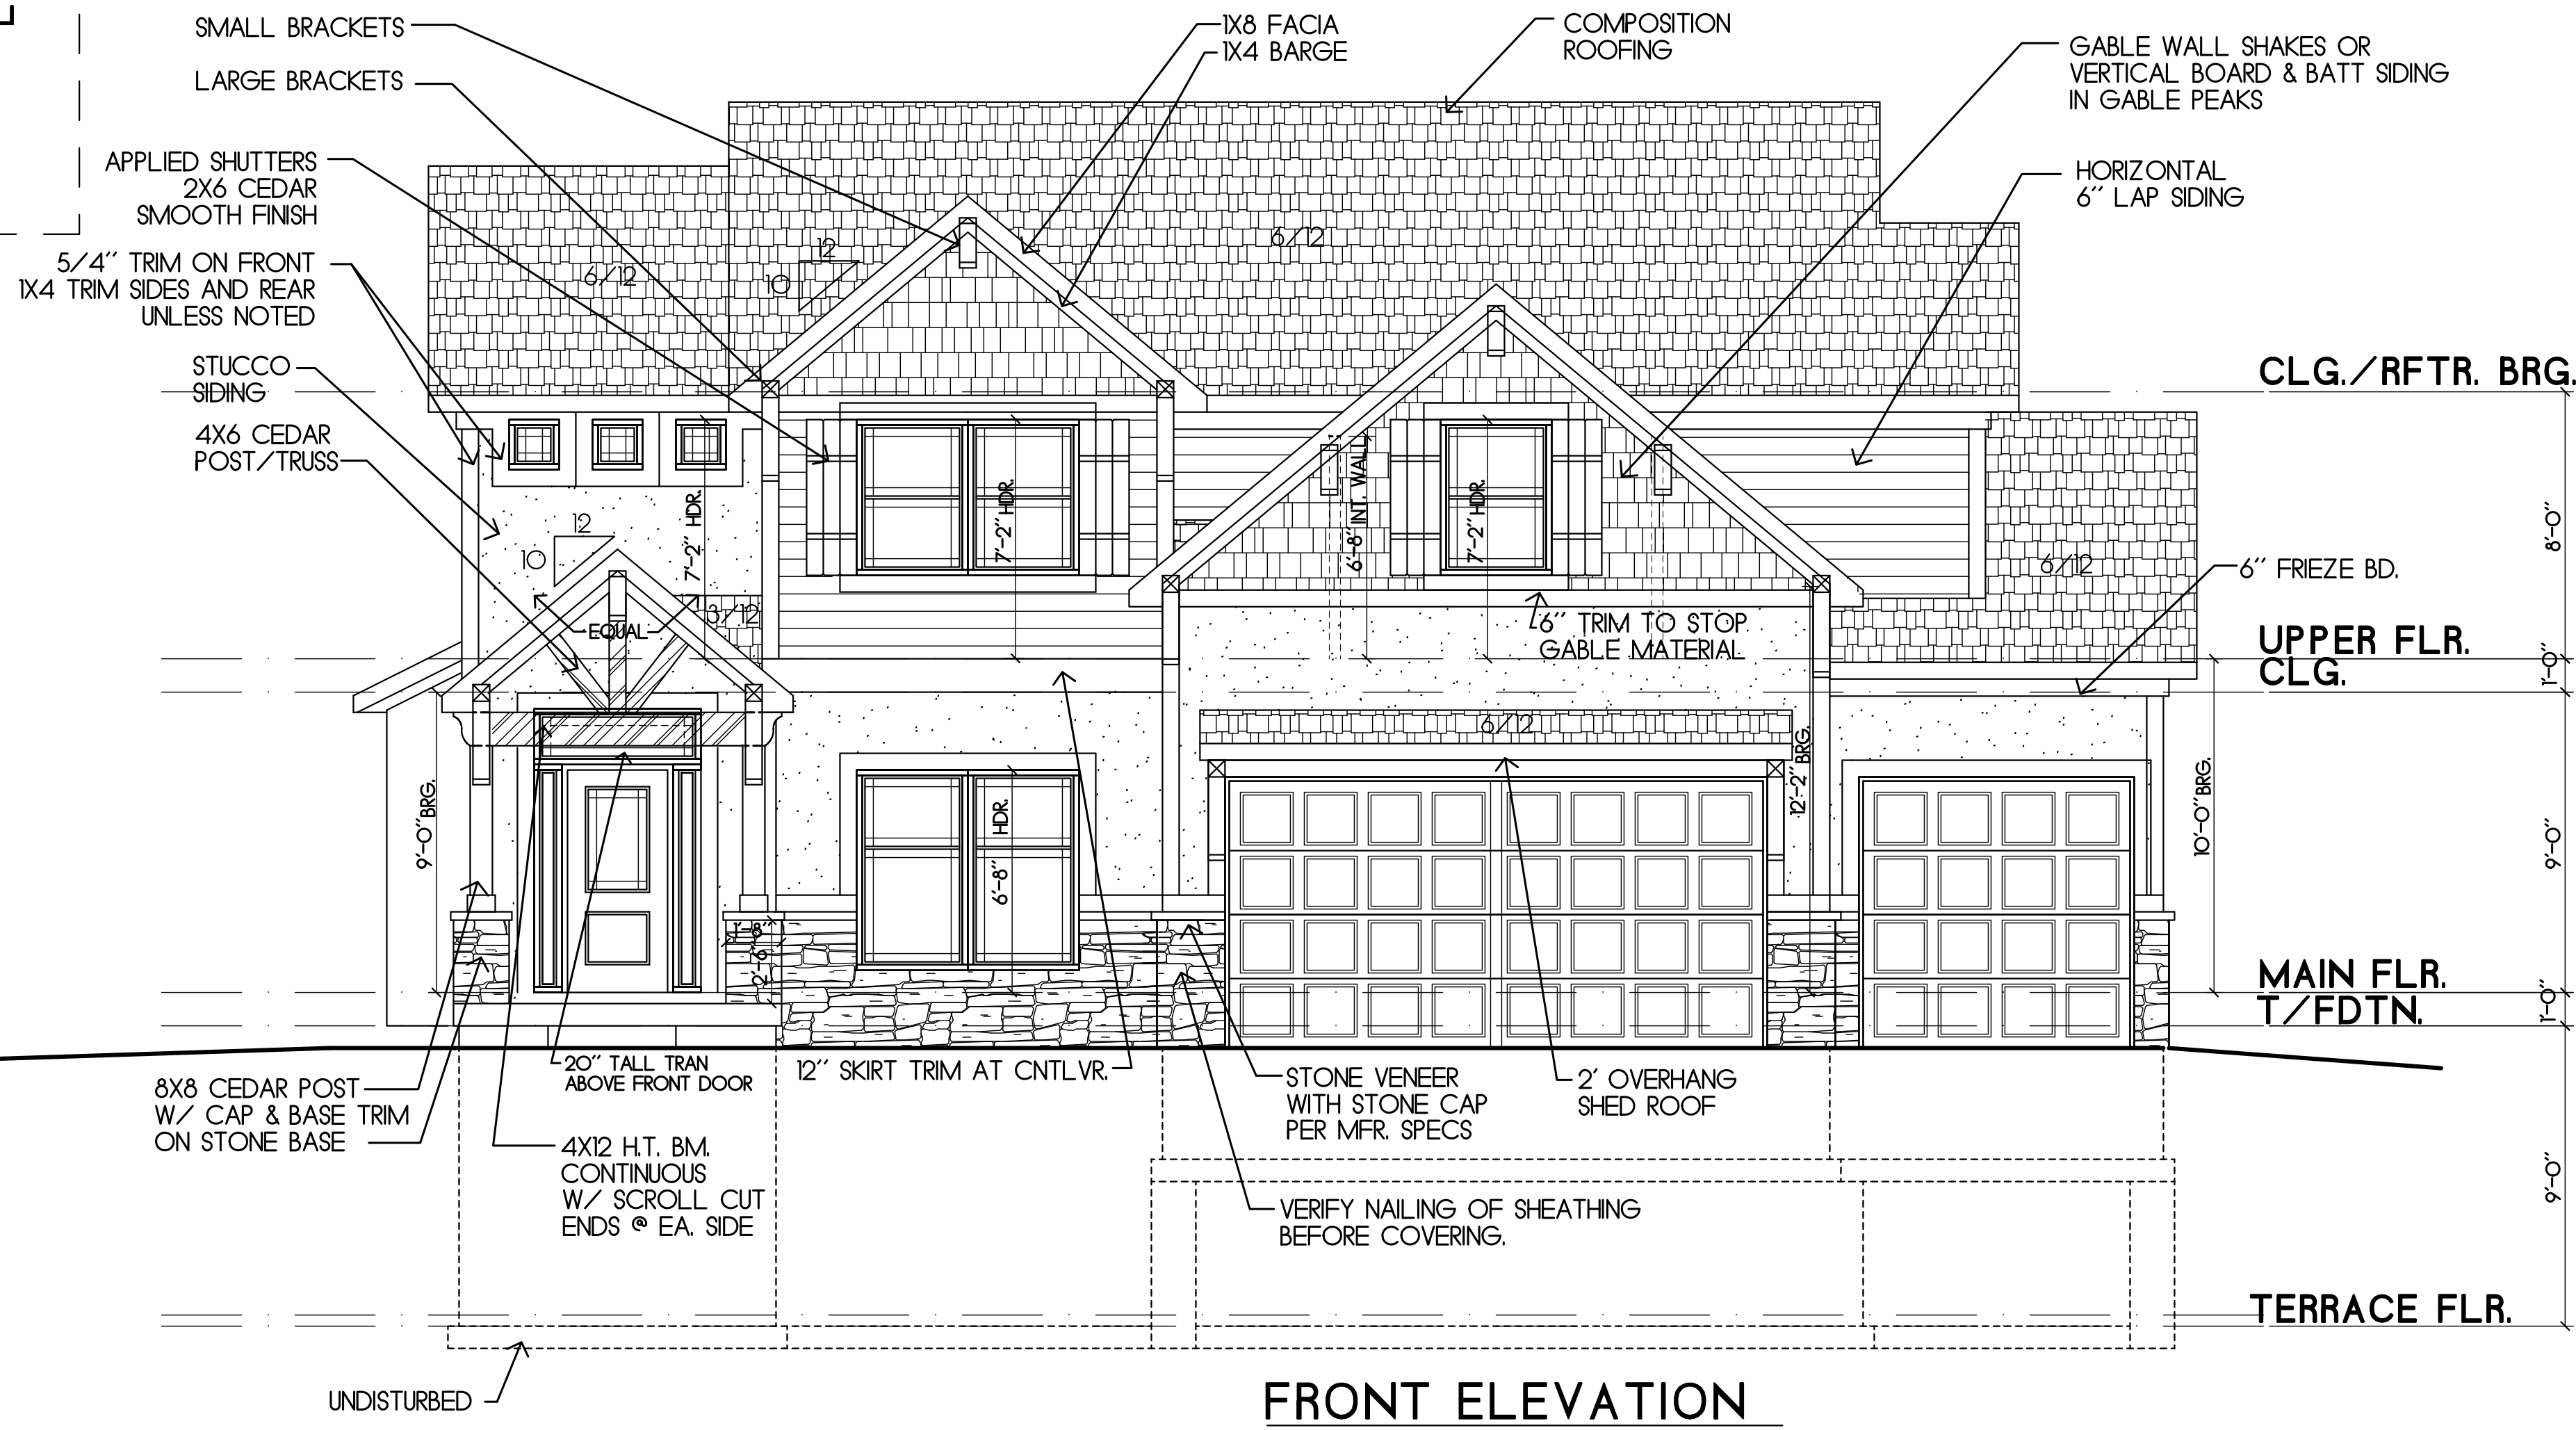 SMALL BRACKETS
LARGE BRACKETS
APPLIED SHUTTERS
2X6 CEDAR
SMOOTH FINISH
5/4" TRIM ON FRONT
1X4 TRIM SIDES AND REAR
UNLESS NOTED
STUCCO
SIDING
4X6 CEDAR
POST/TRUSS
1X8 FACIA
1X4 BARGE
COMPOSITION
ROOFING
GABLE WALL SHAKES OR
VERTICAL BOARD & BATT SIDING
IN GABLE PEAKS
HORIZONTAL
6" LAP SIDING
6/12
12
10
6/12
12
10
EQUAL
3/12
7'-2" HDR.
7'-2" HDR.
6'-8" INT. WALL
7'-2" HDR.
6" TRIM TO STOP
GABLE MATERIAL
6/12
6" FRIEZE BD.
CLG./RFTR. BRG.
8'-0"
UPPER FLR.
CLG.
1'-0"
6/12
12'-2" BRG.
10'-0" BRG.
9'-0"
9'-0" BRG.
HDR.
6'-8"
1'-8"
2'-6"
MAIN FLR.
T/FDTN.
1'-0"
20" TALL TRAN
ABOVE FRONT DOOR
12" SKIRT TRIM AT CNTLVR.
STONE VENEER
WITH STONE CAP
PER MFR. SPECS
2' OVERHANG
SHED ROOF
8X8 CEDAR POST
W/ CAP & BASE TRIM
ON STONE BASE
4X12 H.T. BM.
CONTINUOUS
W/ SCROLL CUT
ENDS @ EA. SIDE
VERIFY NAILING OF SHEATHING
BEFORE COVERING.
9'-0"
TERRACE FLR.
UNDISTURBED
FRONT ELEVATION